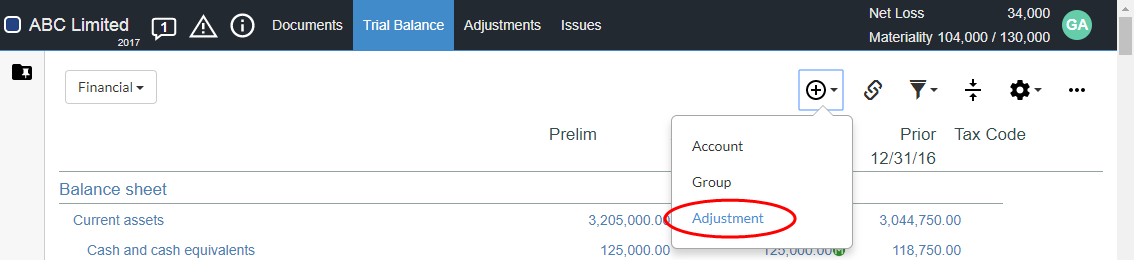 ABC Limited
2017
1
Documents
Trial Balance
Adjustments
Issues
Net Loss 34,000
Materiality 104,000 / 130,000
GA
Financial
Prelim
Prior
12/31/16
Tax Code
Account
Group
Adjustment
Balance sheet
Current assets 3,205,000.00 3,044,750.00
Cash and cash equivalents 125,000.00 125,000.00 118,750.00